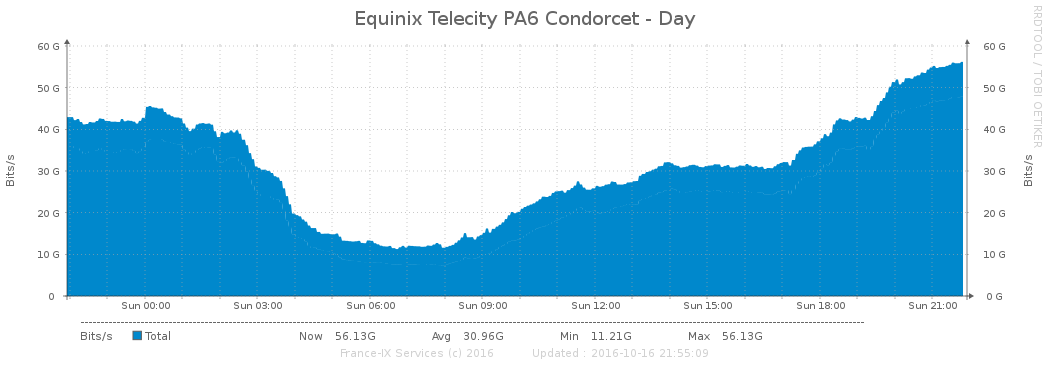 Equinix Telecity PA6 Condorcet - Day
RRDTOOL / TOBI OETIKER
Bits/s
Bits/s
60 G 60 G
50 G 50 G
40 G 40 G
30 G 30 G
20 G 20 G
10 G 10 G
0 0 G
Sun 00:00 Sun 03:00 Sun 06:00 Sun 09:00 Sun 12:00 Sun 15:00 Sun 18:00 Sun 21:00
Bits/s Total Now 56.13G Avg 30.96G Min 11.21G Max 56.13G
France-IX Services (c) 2016 Updated : 2016-10-16 21:55:09